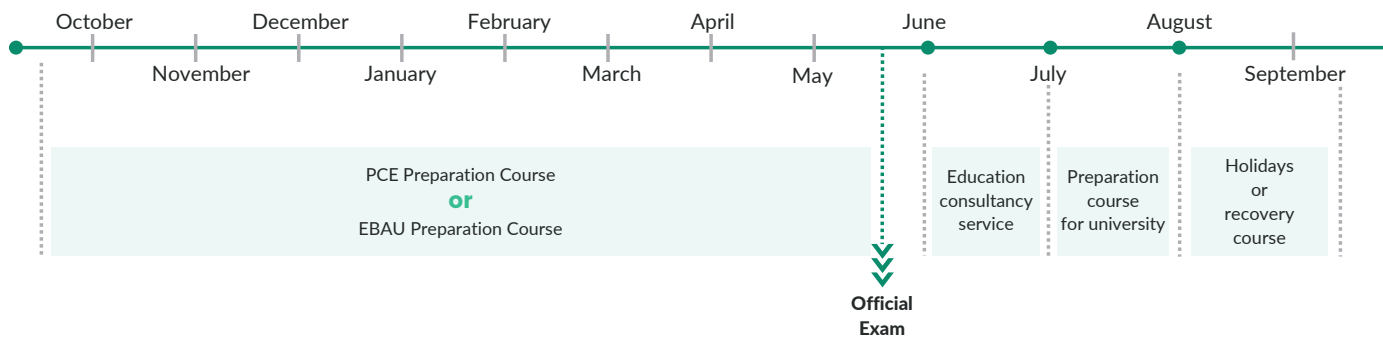 October
December
February
April
June
August
November
January
March
May
July
September
PCE Preparation Course
or
EBAU Preparation Course
Education
consultancy
service
Preparation
course
for university
Holidays
or
recovery
course
Official
Exam